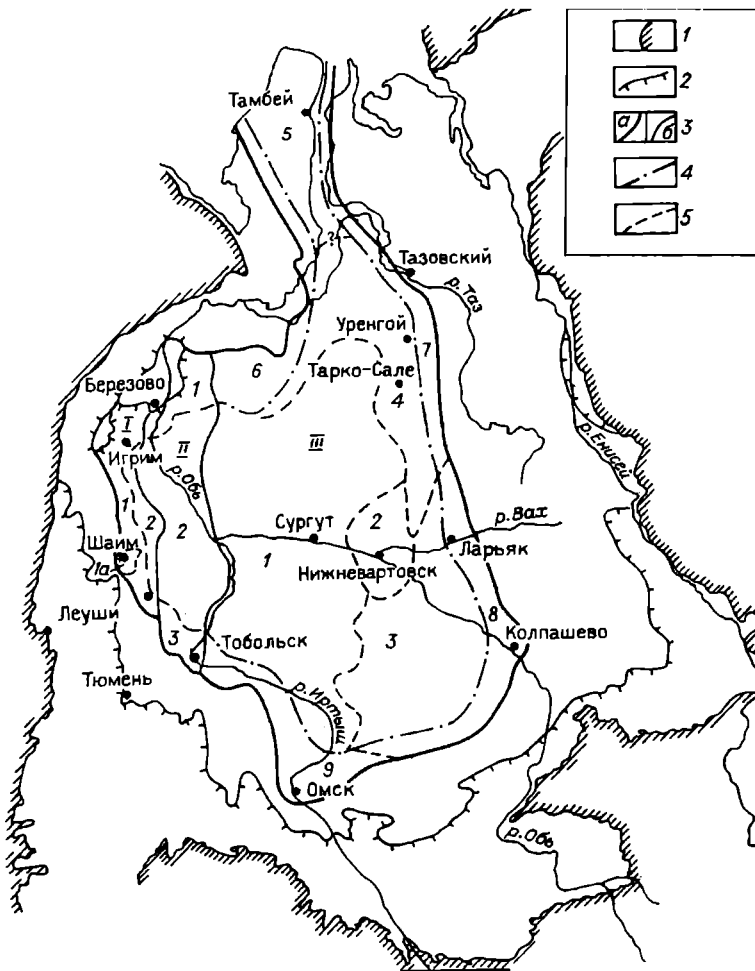 1
2
а б 3
4
5
Тамбей
5
?
Тазовский
р. Таз
Уренгой
7
Тарко-Сале
6
4
Березово
1
I
II
III
Игрим
р. Обь
р. Енисей
1
2
2
Сургут
2
р. Вах
1
Нижневартовск
Ларьяк
Шаим
1а
Леуши
8
3
Тобольск
3
Колпашево
Тюмень
р. Иртыш
9
Омск
р. Обь